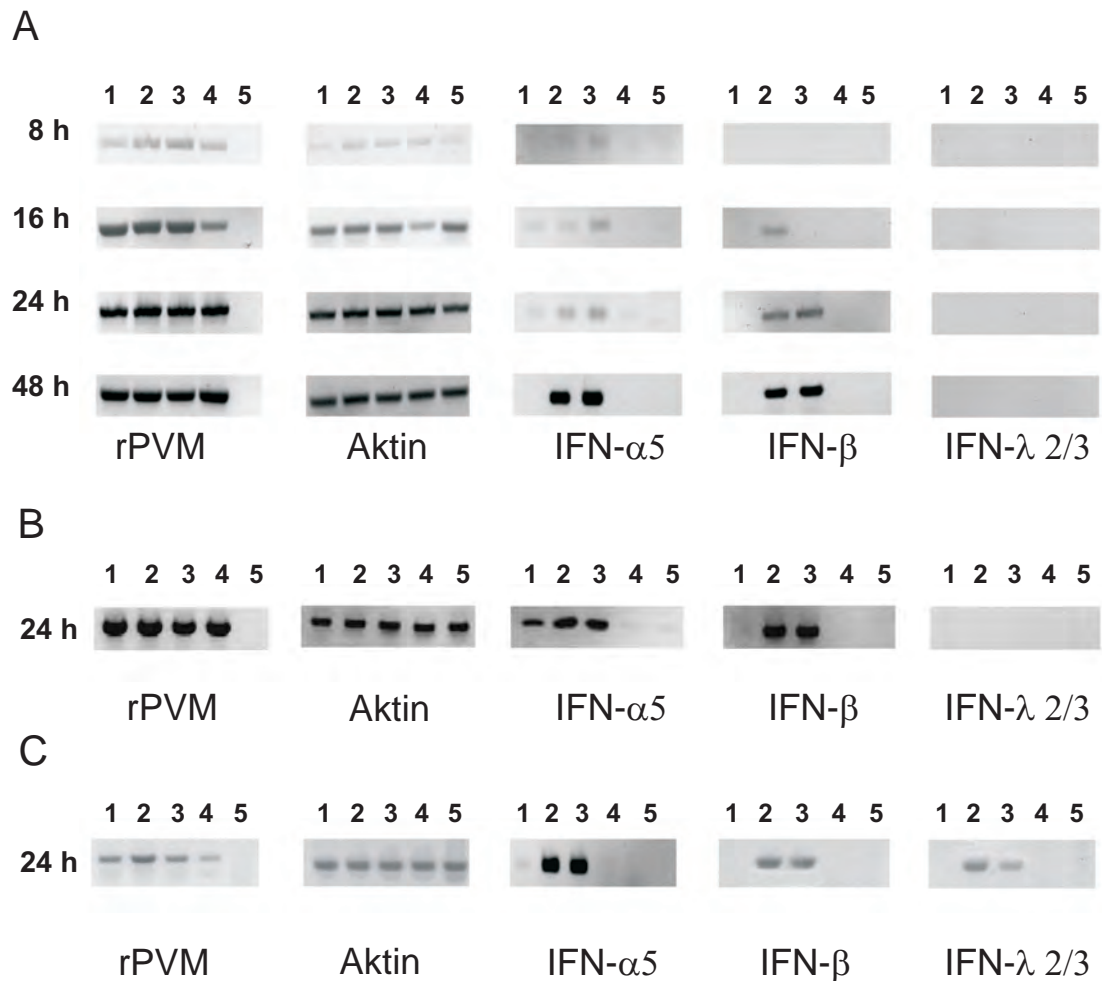 A
1 2 3 4 5 1 2 3 4 5 1 2 3 4 5 1 2 3 4 5 1 2 3 4 5
8 h
16 h
24 h
48 h
rPVM Aktin IFN-α5 IFN-β IFN-λ 2/3
B
1 2 3 4 5 1 2 3 4 5 1 2 3 4 5 1 2 3 4 5 1 2 3 4 5
24 h
rPVM Aktin IFN-α5 IFN-β IFN-λ 2/3
C
1 2 3 4 5 1 2 3 4 5 1 2 3 4 5 1 2 3 4 5 1 2 3 4 5
24 h
rPVM Aktin IFN-α5 IFN-β IFN-λ 2/3